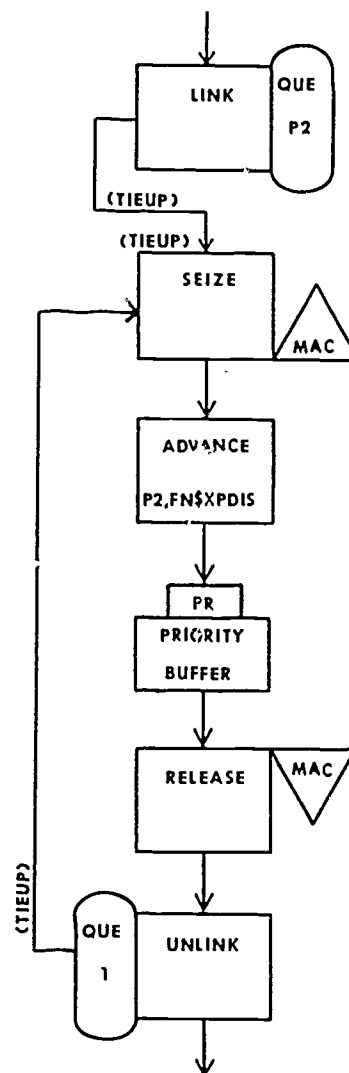 LINK
QUE
P2
(TIEUP)
(TIEUP)
SEIZE
MAC
ADVANCE
P2,FN$XPDIS
PR
PRIORITY
BUFFER
RELEASE
MAC
(TIEUP)
QUE
1
UNLINK